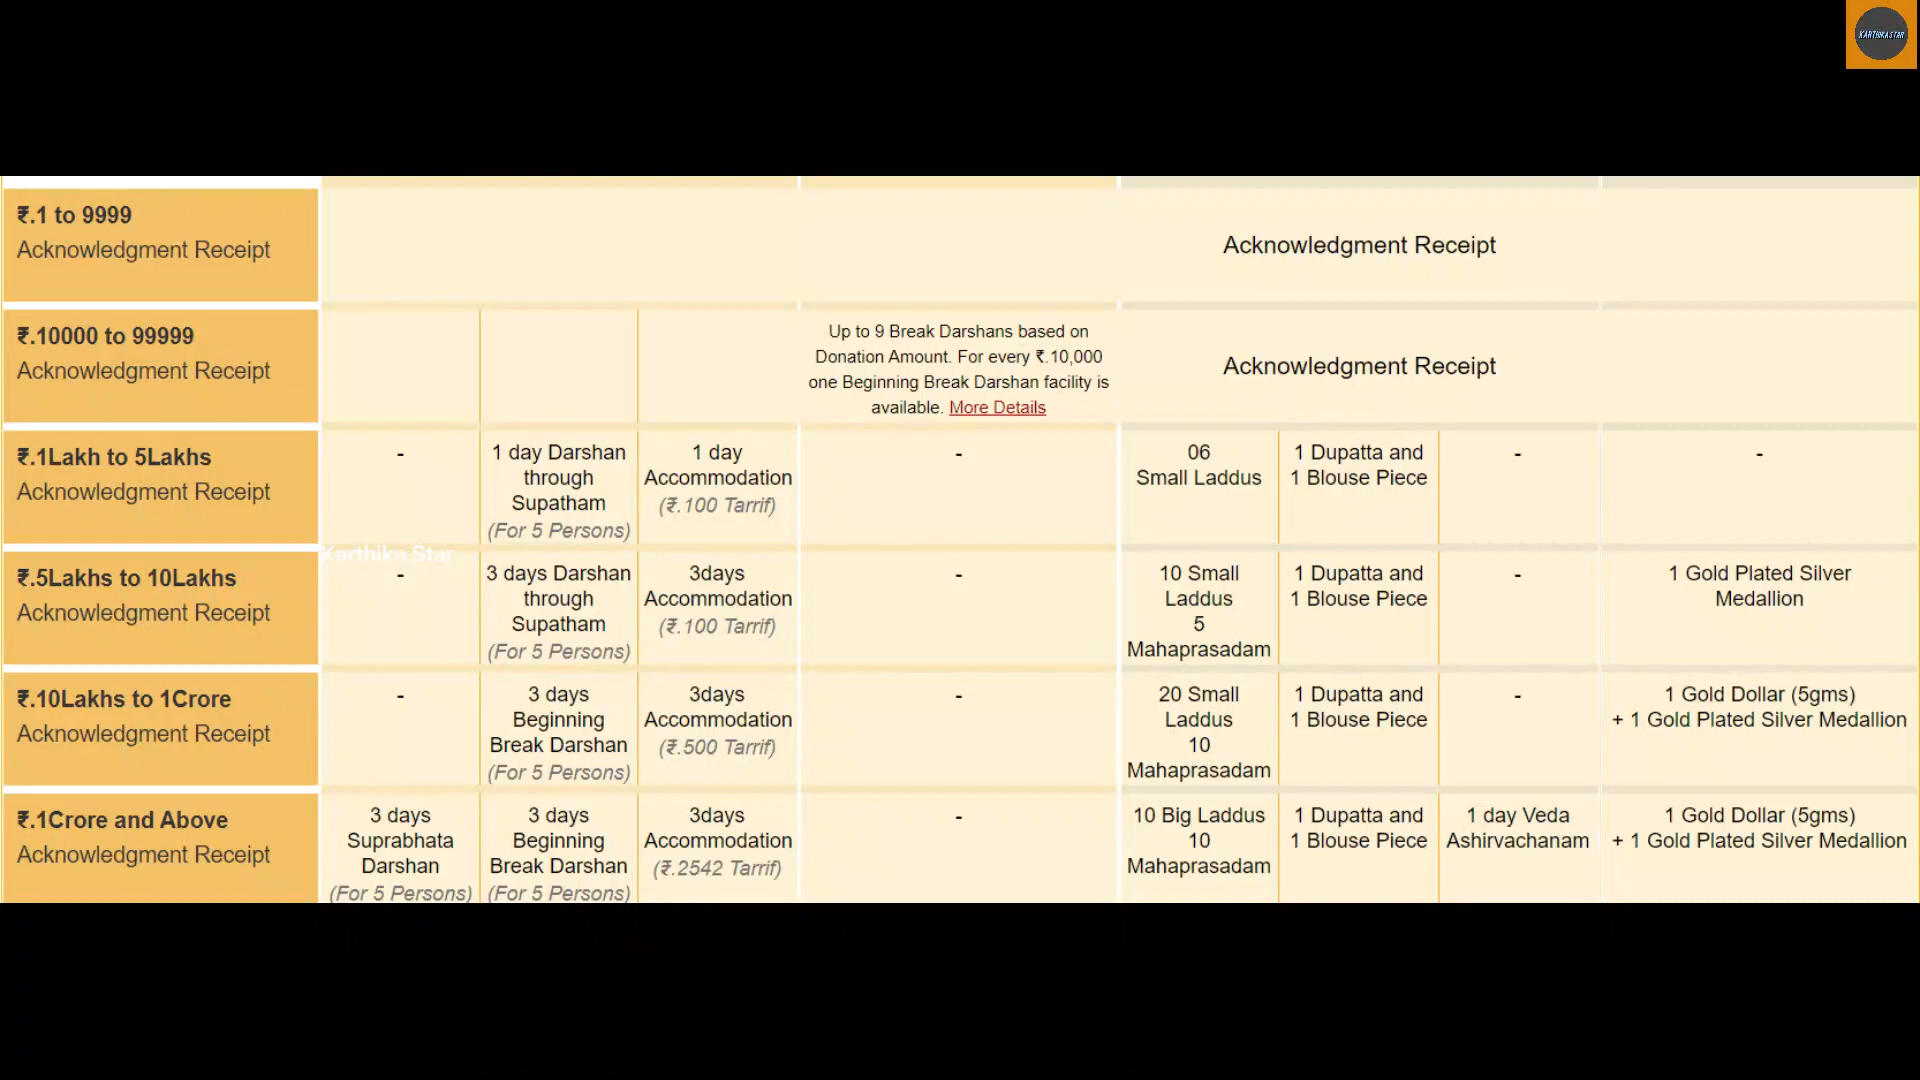 KARTHIKA STAR
₹.1 to 9999
Acknowledgment Receipt
Acknowledgment Receipt
₹.10000 to 99999
Acknowledgment Receipt
Up to 9 Break Darshans based on
Donation Amount. For every ₹.10,000
one Beginning Break Darshan facility is
available. More Details
Acknowledgment Receipt
₹.1Lakh to 5Lakhs
Acknowledgment Receipt
-
1 day Darshan
through
Supatham
(For 5 Persons)
1 day
Accommodation
(₹.100 Tarrif)
-
06
Small Laddus
1 Dupatta and
1 Blouse Piece
-
-
Karthika Star
₹.5Lakhs to 10Lakhs
Acknowledgment Receipt
-
3 days Darshan
through
Supatham
(For 5 Persons)
3days
Accommodation
(₹.100 Tarrif)
-
10 Small
Laddus
5
Mahaprasadam
1 Dupatta and
1 Blouse Piece
-
1 Gold Plated Silver
Medallion
₹.10Lakhs to 1Crore
Acknowledgment Receipt
-
3 days
Beginning
Break Darshan
(For 5 Persons)
3days
Accommodation
(₹.500 Tarrif)
-
20 Small
Laddus
10
Mahaprasadam
1 Dupatta and
1 Blouse Piece
-
1 Gold Dollar (5gms)
+ 1 Gold Plated Silver Medallion
₹.1Crore and Above
Acknowledgment Receipt
3 days
Suprabhata
Darshan
(For 5 Persons)
3 days
Beginning
Break Darshan
(For 5 Persons)
3days
Accommodation
(₹.2542 Tarrif)
-
10 Big Laddus
10
Mahaprasadam
1 Dupatta and
1 Blouse Piece
1 day Veda
Ashirvachanam
1 Gold Dollar (5gms)
+ 1 Gold Plated Silver Medallion